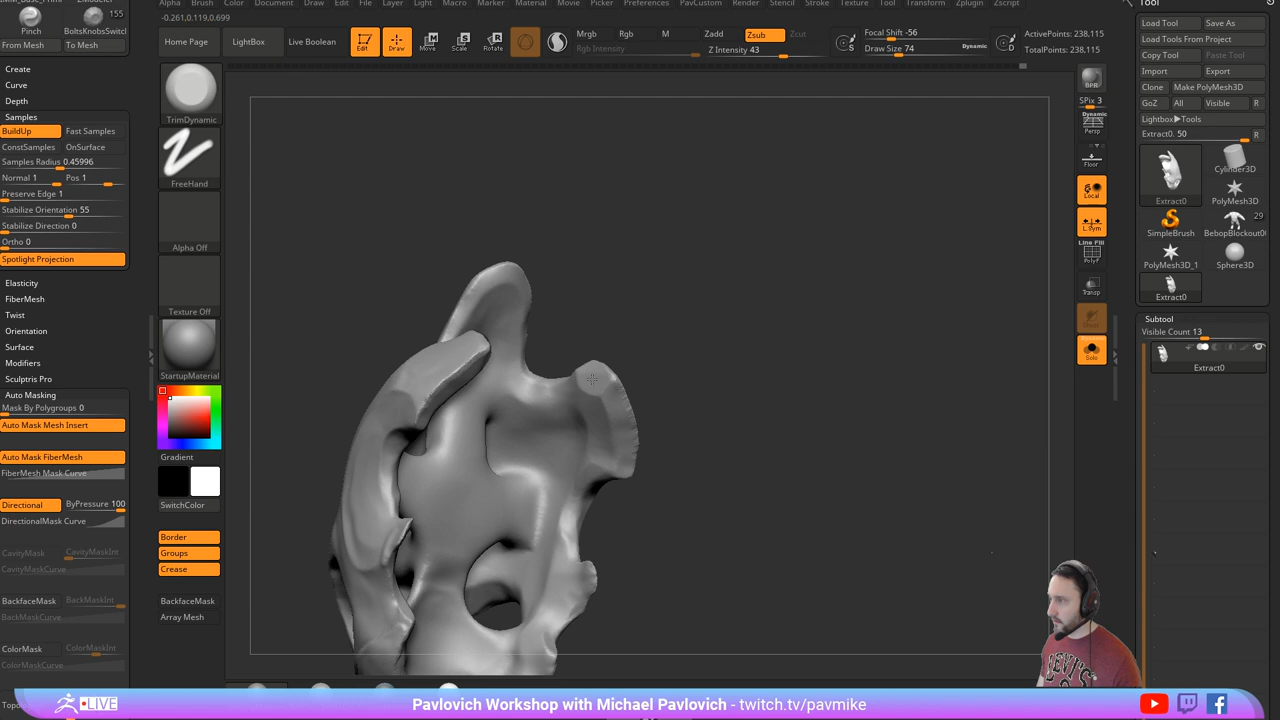 Alpha Brush Color Document Draw Edit File Layer Light Macro Marker Material Movie Picker Preferences PavCustom Render Stencil Stroke Texture Tool Transform Zplugin Zscript
Tool
155
Pinch
BoltsKnobsSwitcl
From Mesh To Mesh
-0.261,0.119,0.699
Home Page LightBox Live Boolean
Edit Draw Move Scale Rotate
Mrgb Rgb M
Rgb Intensity
Zadd Zsub Zcut
Z Intensity 43
S
Focal Shift -56
Draw Size 74 Dynamic
D
ActivePoints: 238,115
TotalPoints: 238,115
Create
Curve
Depth
Samples
BuildUp Fast Samples
ConstSamples OnSurface
Samples Radius 0.45996
Normal 1 Pos 1
Preserve Edge 1
Stabilize Orientation 55
Stabilize Direction 0
Ortho 0
Spotlight Projection
Elasticity
FiberMesh
Twist
Orientation
Surface
Modifiers
Sculptris Pro
Auto Masking
Mask By Polygroups 0
Auto Mask Mesh Insert
Auto Mask FiberMesh
FiberMesh Mask Curve
Directional ByPressure 100
DirectionalMask Curve
CavityMask CavityMaskInt
CavityMaskCurve
BackfaceMask BackMaskInt
BackMaskCurve
ColorMask ColorMaskInt
ColorMaskCurve
TrimDynamic
FreeHand
Alpha Off
Texture Off
StartupMaterial
Gradient
SwitchColor
Border
Groups
Crease
BackfaceMask
Array Mesh
BPR
SPix 3
Dynamic
Persp
Floor
Local
L.Sym
Line Fill
PolyF
Transp
Ghost
Solo
Load Tool Save As
Load Tools From Project
Copy Tool Paste Tool
Import Export
Clone Make PolyMesh3D
GoZ All Visible R
Lightbox▶Tools
Extract0. 50 R
Extract0
Cylinder3D
PolyMesh3D
29
SimpleBrush
BebopBlockout0
PolyMesh3D_1
Sphere3D
Extract0
Subtool
Visible Count 13
Extract0
LIVE
Pavlovich Workshop with Michael Pavlovich - twitch.tv/pavmike